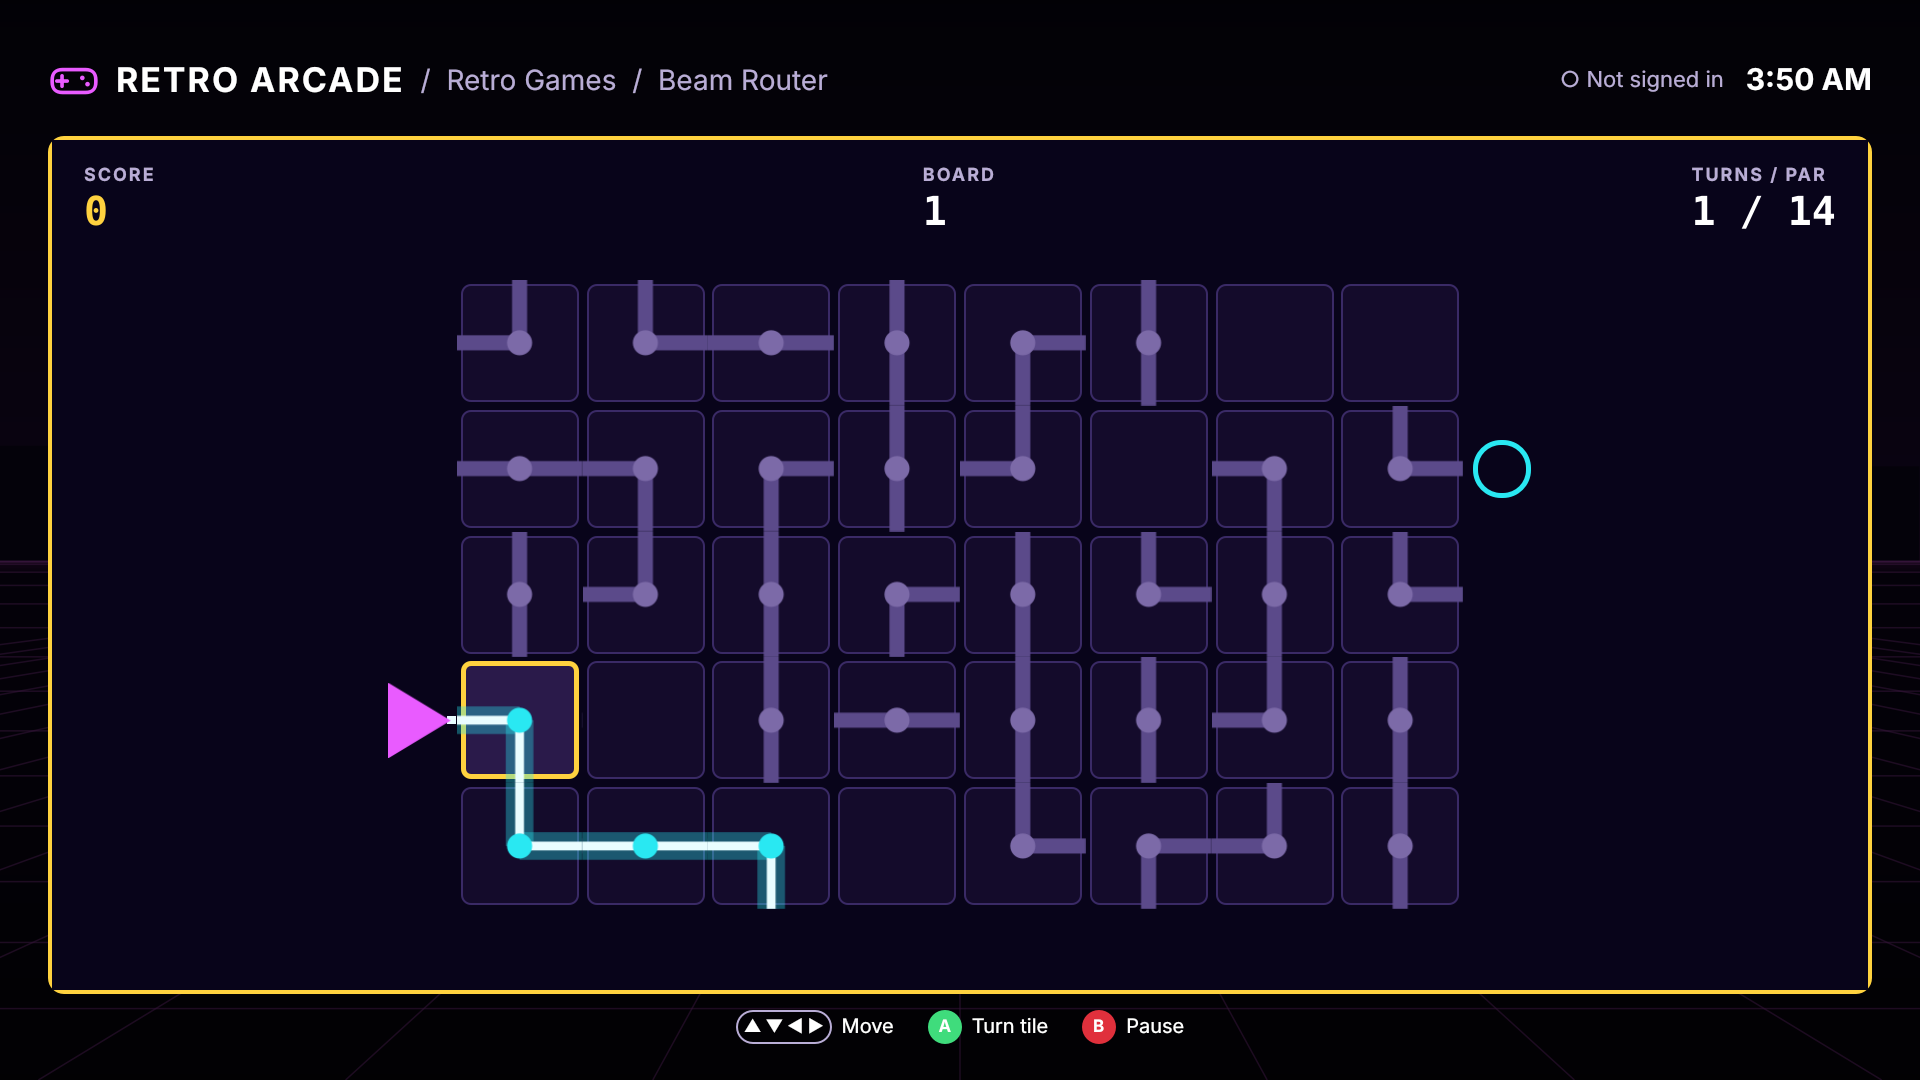 RETRO ARCADE / Retro Games / Beam Router
Not signed in 3:50 AM
SCORE
0
BOARD
1
TURNS / PAR
1 / 14
Move A Turn tile B Pause